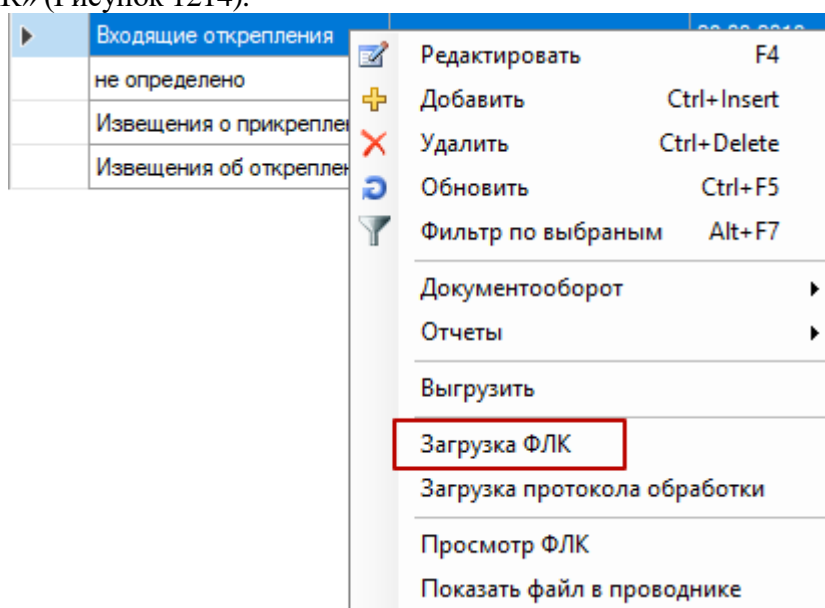 К» (Рисунок 1214).
Входящие открепления
не определено
Извещения о прикрепле
Извещения об откреплен
Редактировать F4
Добавить Ctrl+Insert
Удалить Ctrl+Delete
Обновить Ctrl+F5
Фильтр по выбраным Alt+F7
Документооборот
Отчеты
Выгрузить
Загрузка ФЛК
Загрузка протокола обработки
Просмотр ФЛК
Показать файл в проводнике